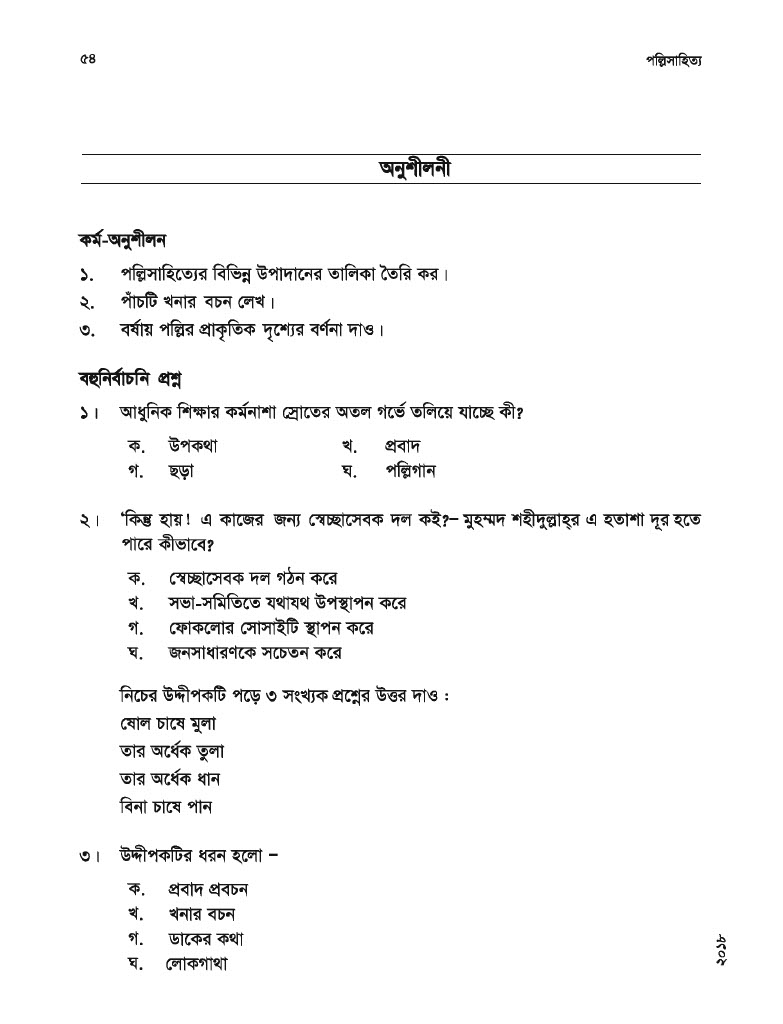 ৫৪ পল্লিসাহিত্য
অনুশীলনী
কর্ম-অনুশীলন
১. পল্লিসাহিত্যের বিভিন্ন উপাদানের তালিকা তৈরি কর।
২. পাঁচটি খনার বচন লেখ।
৩. বর্ষায় পল্লির প্রাকৃতিক দৃশ্যের বর্ণনা দাও।
বহুনির্বাচনি প্রশ্ন
১। আধুনিক শিক্ষার কর্মনাশা স্রোতের অতল গর্ভে তলিয়ে যাচ্ছে কী?
ক. উপকথা খ. প্রবাদ
গ. ছড়া ঘ. পল্লিগান
২। ‘কিন্তু হায়! এ কাজের জন্য স্বেচ্ছাসেবক দল কই?– মুহম্মদ শহীদুল্লাহ্‌র এ হতাশা দূর হতে
পারে কীভাবে?
ক. স্বেচ্ছাসেবক দল গঠন করে
খ. সভা-সমিতিতে যথাযথ উপস্থাপন করে
গ. ফোকলোর সোসাইটি স্থাপন করে
ঘ. জনসাধারণকে সচেতন করে
নিচের উদ্দীপকটি পড়ে ৩ সংখ্যক প্রশ্নের উত্তর দাও :
ষোল চাষে মুলা
তার অর্ধেক তুলা
তার অর্ধেক ধান
বিনা চাষে পান
৩। উদ্দীপকটির ধরন হলো –
ক. প্রবাদ প্রবচন
খ. খনার বচন
গ. ডাকের কথা
ঘ. লোকগাথা
২০১৮